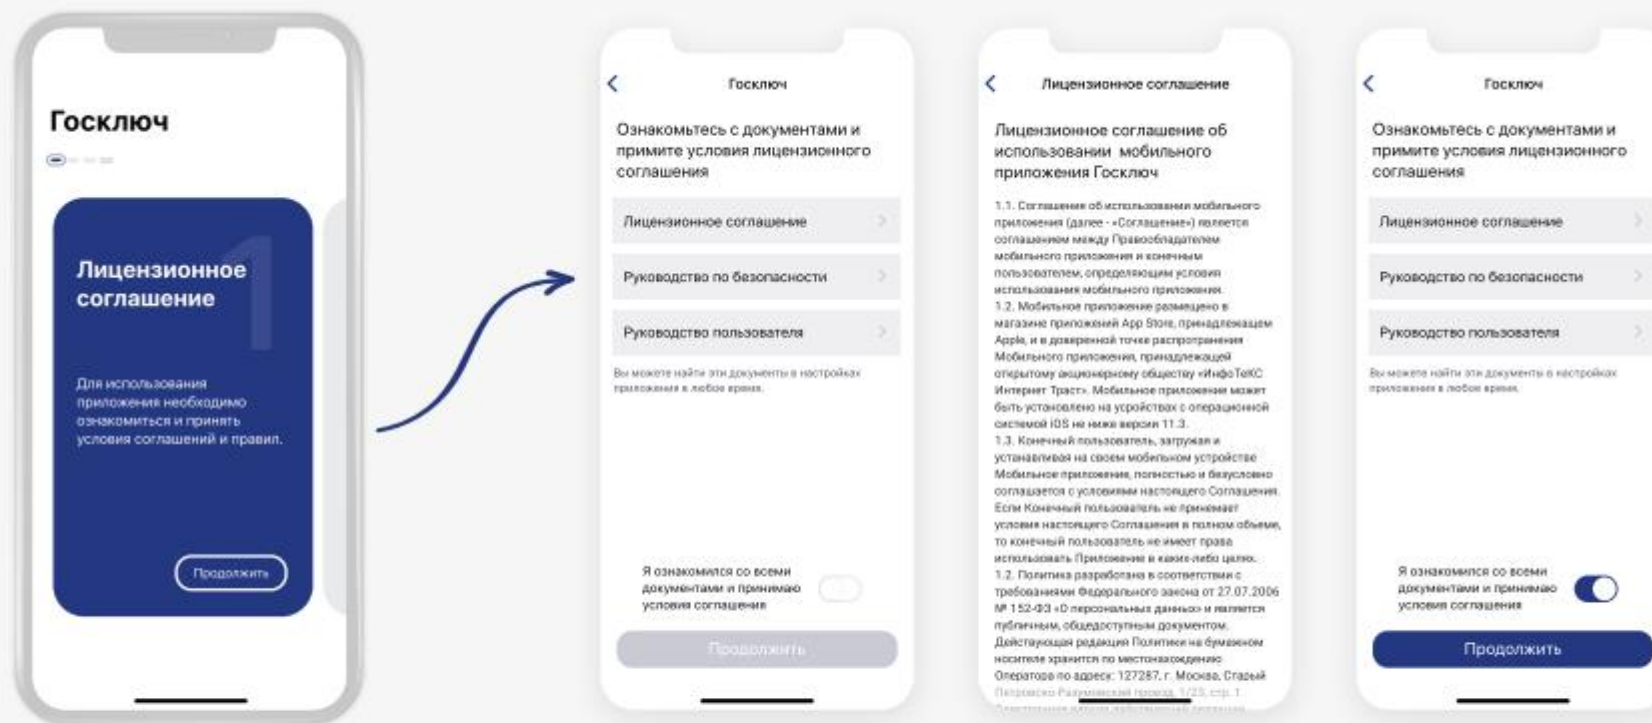 Госключ
1
Лицензионное
соглашение
Для использования
приложения необходимо
ознакомиться и принять
условия соглашений и правил.
Продолжить
Госключ
Ознакомьтесь с документами и
примите условия лицензионного
соглашения
Лицензионное соглашение
Руководство по безопасности
Руководство пользователя
Вы можете найти эти документы в настройках
приложения в любое время.
Я ознакомился со всеми
документами и принимаю
условия соглашения
Продолжить
Лицензионное соглашение
Лицензионное соглашение об
использовании мобильного
приложения Госключ
1.1. Соглашение об использовании мобильного
приложения (далее - «Соглашение») является
соглашением между Правообладателем
мобильного приложения и конечным
пользователем, определяющим условия
использования мобильного приложения.
1.2. Мобильное приложение размещено в
магазине приложений App Store, принадлежащем
Apple, и в доверенной точке распротранения
Мобильного приложения, принадлежащей
открытому акционерному обществу «ИнфоТеКС
Интернет Траст». Мобильное приложение может
быть установлено на усройствах с операционной
системой iOS не ниже версии 11.3.
1.3. Конечный пользователь, загружая и
устанавливая на своем мобильном устройстве
Мобильное приложение, полностью и безусловно
соглашается с условиями настоящего Соглашения.
Если Конечный пользователь не принемает
условия настоящего Соглашения в полном объеме,
то конечный пользователь не имеет права
использовать Приложение в каких-либо целях.
1.2. Политика разработана в соответствии с
требованиями Федерального закона от 27.07.2006
№ 152-ФЗ «О персональных данных» и является
публичным, общедоступным документом.
Действующая редакция Политики на бумажном
носителе хранится по местонахождению
Оператора по адресу: 127287, г. Москва, Старый
Петровско-Разумовский проезд, 1/23, стр. 1
Госключ
Ознакомьтесь с документами и
примите условия лицензионного
соглашения
Лицензионное соглашение
Руководство по безопасности
Руководство пользователя
Вы можете найти эти документы в настройках
приложения в любое время.
Я ознакомился со всеми
документами и принимаю
условия соглашения
Продолжить